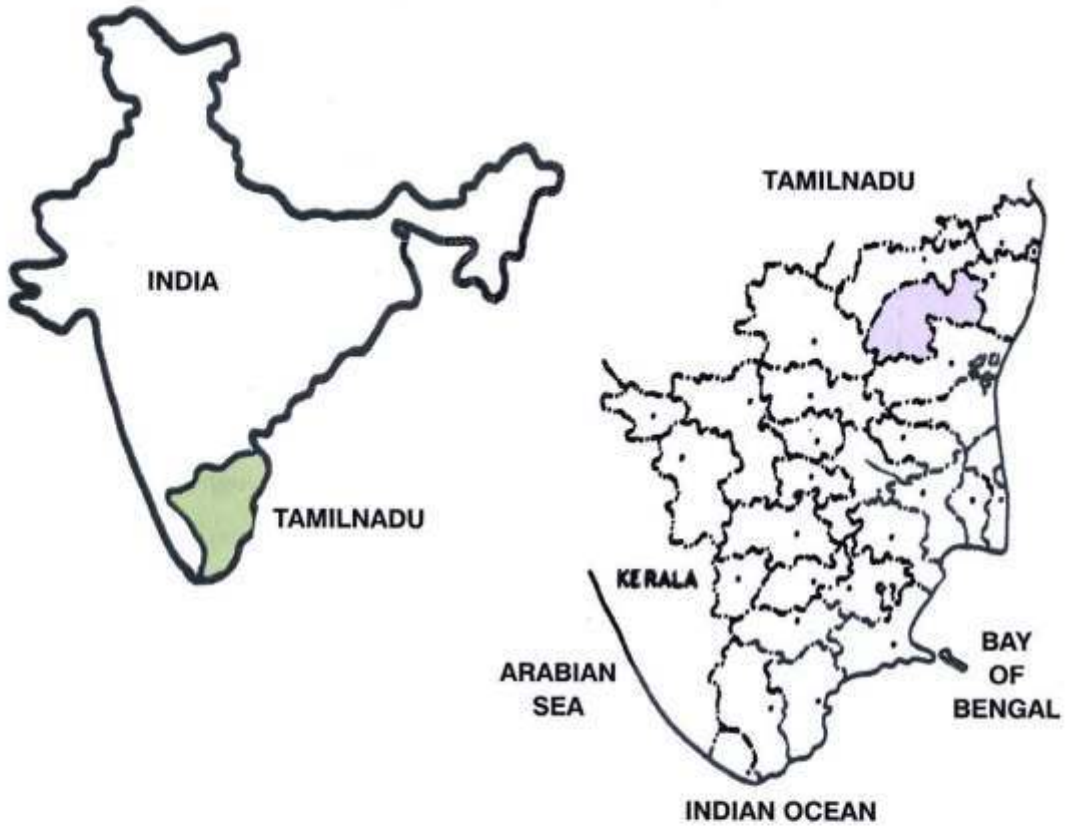 INDIA
TAMILNADU
TAMILNADU
KERALA
ARABIAN
SEA
BAY
OF
BENGAL
INDIAN OCEAN